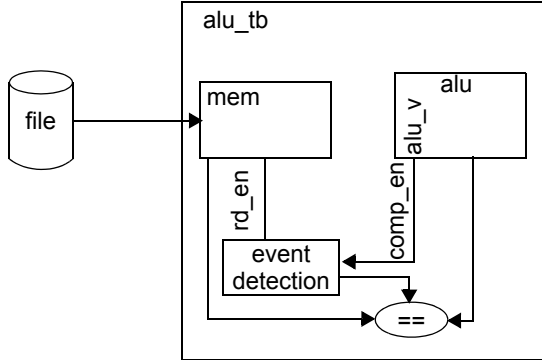 alu_tb
mem
alu
file
alu_v
rd_en
comp_en
event
detection
==